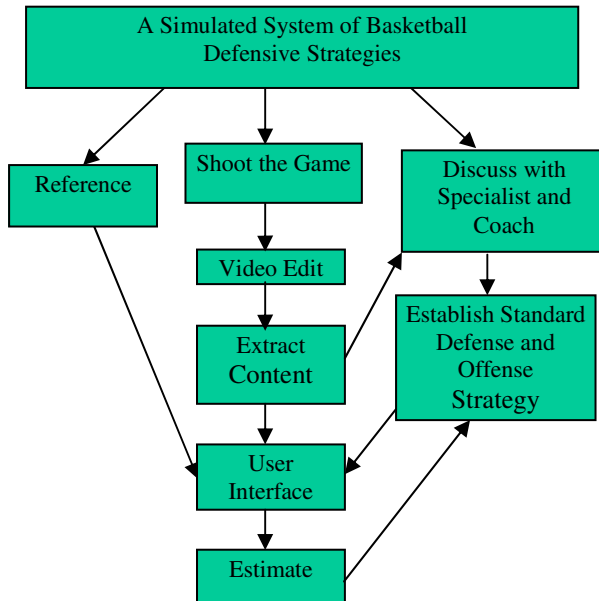 A Simulated System of Basketball
Defensive Strategies
Reference
Shoot the Game
Discuss with
Specialist and
Coach
Video Edit
Extract
Content
Establish Standard
Defense and
Offense
Strategy
User
Interface
Estimate